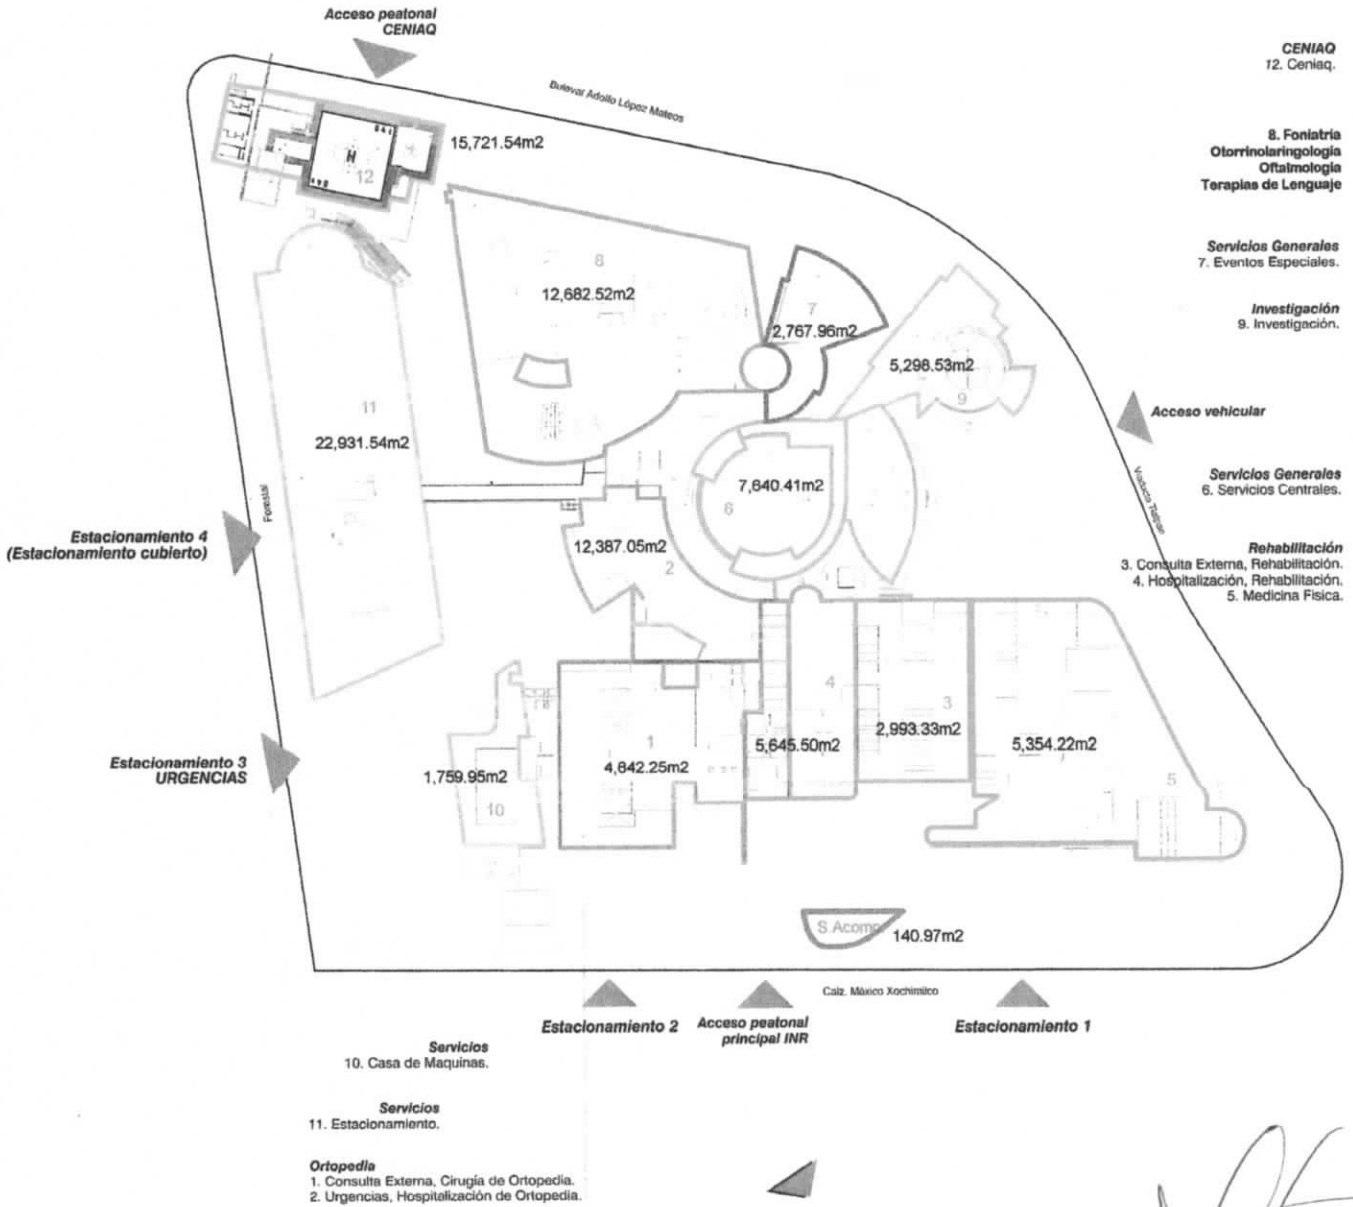 Acceso peatonal
CENIAQ
Bulevar Adolfo López Mateos
CENIAQ
12. Ceniaq.
15,721.54m2
12
8. Foniatria
Otorrinolaringologia
Oftalmologia
Terapias de Lenguaje
8
12,682.52m2
Servicios Generales
7. Eventos Especiales.
7
2,767.96m2
Investigación
9. Investigación.
5,298.53m2
9
11
22,931.54m2
Acceso vehicular
Viaducto Tlalpan
Servicios Generales
6. Servicios Centrales.
7,640.41m2
6
Forestal
Estacionamiento 4
(Estacionamiento cubierto)
12,387.05m2
2
Rehabilitación
3. Consulta Externa, Rehabilitación.
4. Hospitalización, Rehabilitación.
5. Medicina Fisica.
4
3
2,993.33m2
1
5,645.50m2
5,354.22m2
Estacionamiento 3
URGENCIAS
4,642.25m2
1,759.95m2
5
10
S.Acomp
140.97m2
Calz. México Xochimilco
Estacionamiento 2
Acceso peatonal
principal INR
Estacionamiento 1
Servicios
10. Casa de Maquinas.
Servicios
11. Estacionamiento.
Ortopedia
1. Consulta Externa, Cirugía de Ortopedia.
2. Urgencias, Hospitalización de Ortopedia.